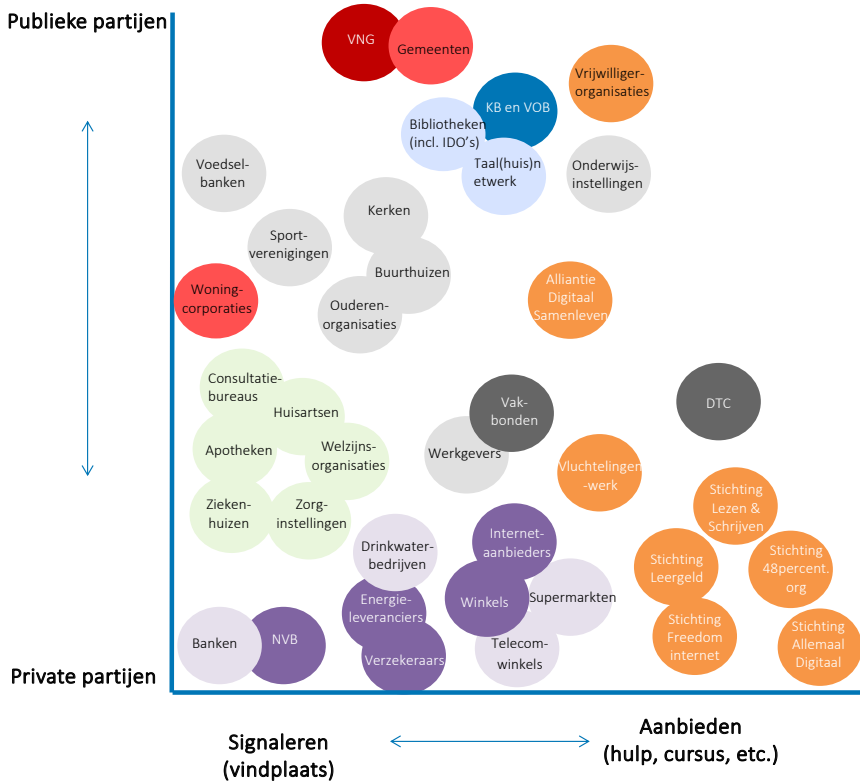 Publieke partijen
VNG
Gemeenten
Vrijwilliger-
organisaties
KB en VOB
Bibliotheken
(incl. IDO's)
Taal(huis)n
etwerk
Onderwijs-
instellingen
Voedsel-
banken
Kerken
Sport-
verenigingen
Buurthuizen
Woning-
corporaties
Ouderen-
organisaties
Alliantie
Digitaal
Samenleven
Consultatie-
bureaus
Huisartsen
Vak-
bonden
DTC
Apotheken
Welzijns-
organisaties
Werkgevers
Vluchtelingen
-werk
Stichting
Lezen &
Schrijven
Zieken-
huizen
Zorg-
instellingen
Internet-
aanbieders
Drinkwater-
bedrijven
Stichting
Leergeld
Stichting
48percent.
org
Energie-
leveranciers
Winkels
Supermarkten
Stichting
Freedom
internet
Stichting
Allemaal
Digitaal
Banken
NVB
Verzekeraars
Telecom-
winkels
Private partijen
Signaleren
(vindplaats)
Aanbieden
(hulp, cursus, etc.)